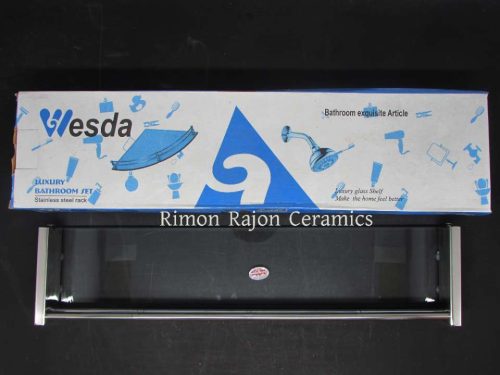 Wesda
Bathroom exquisite Article
LUXURY
BATHROOM SET
Stainless steel rack
Luxury glass Shelf
Make the home feel better
Rimon Rajon Ceramics